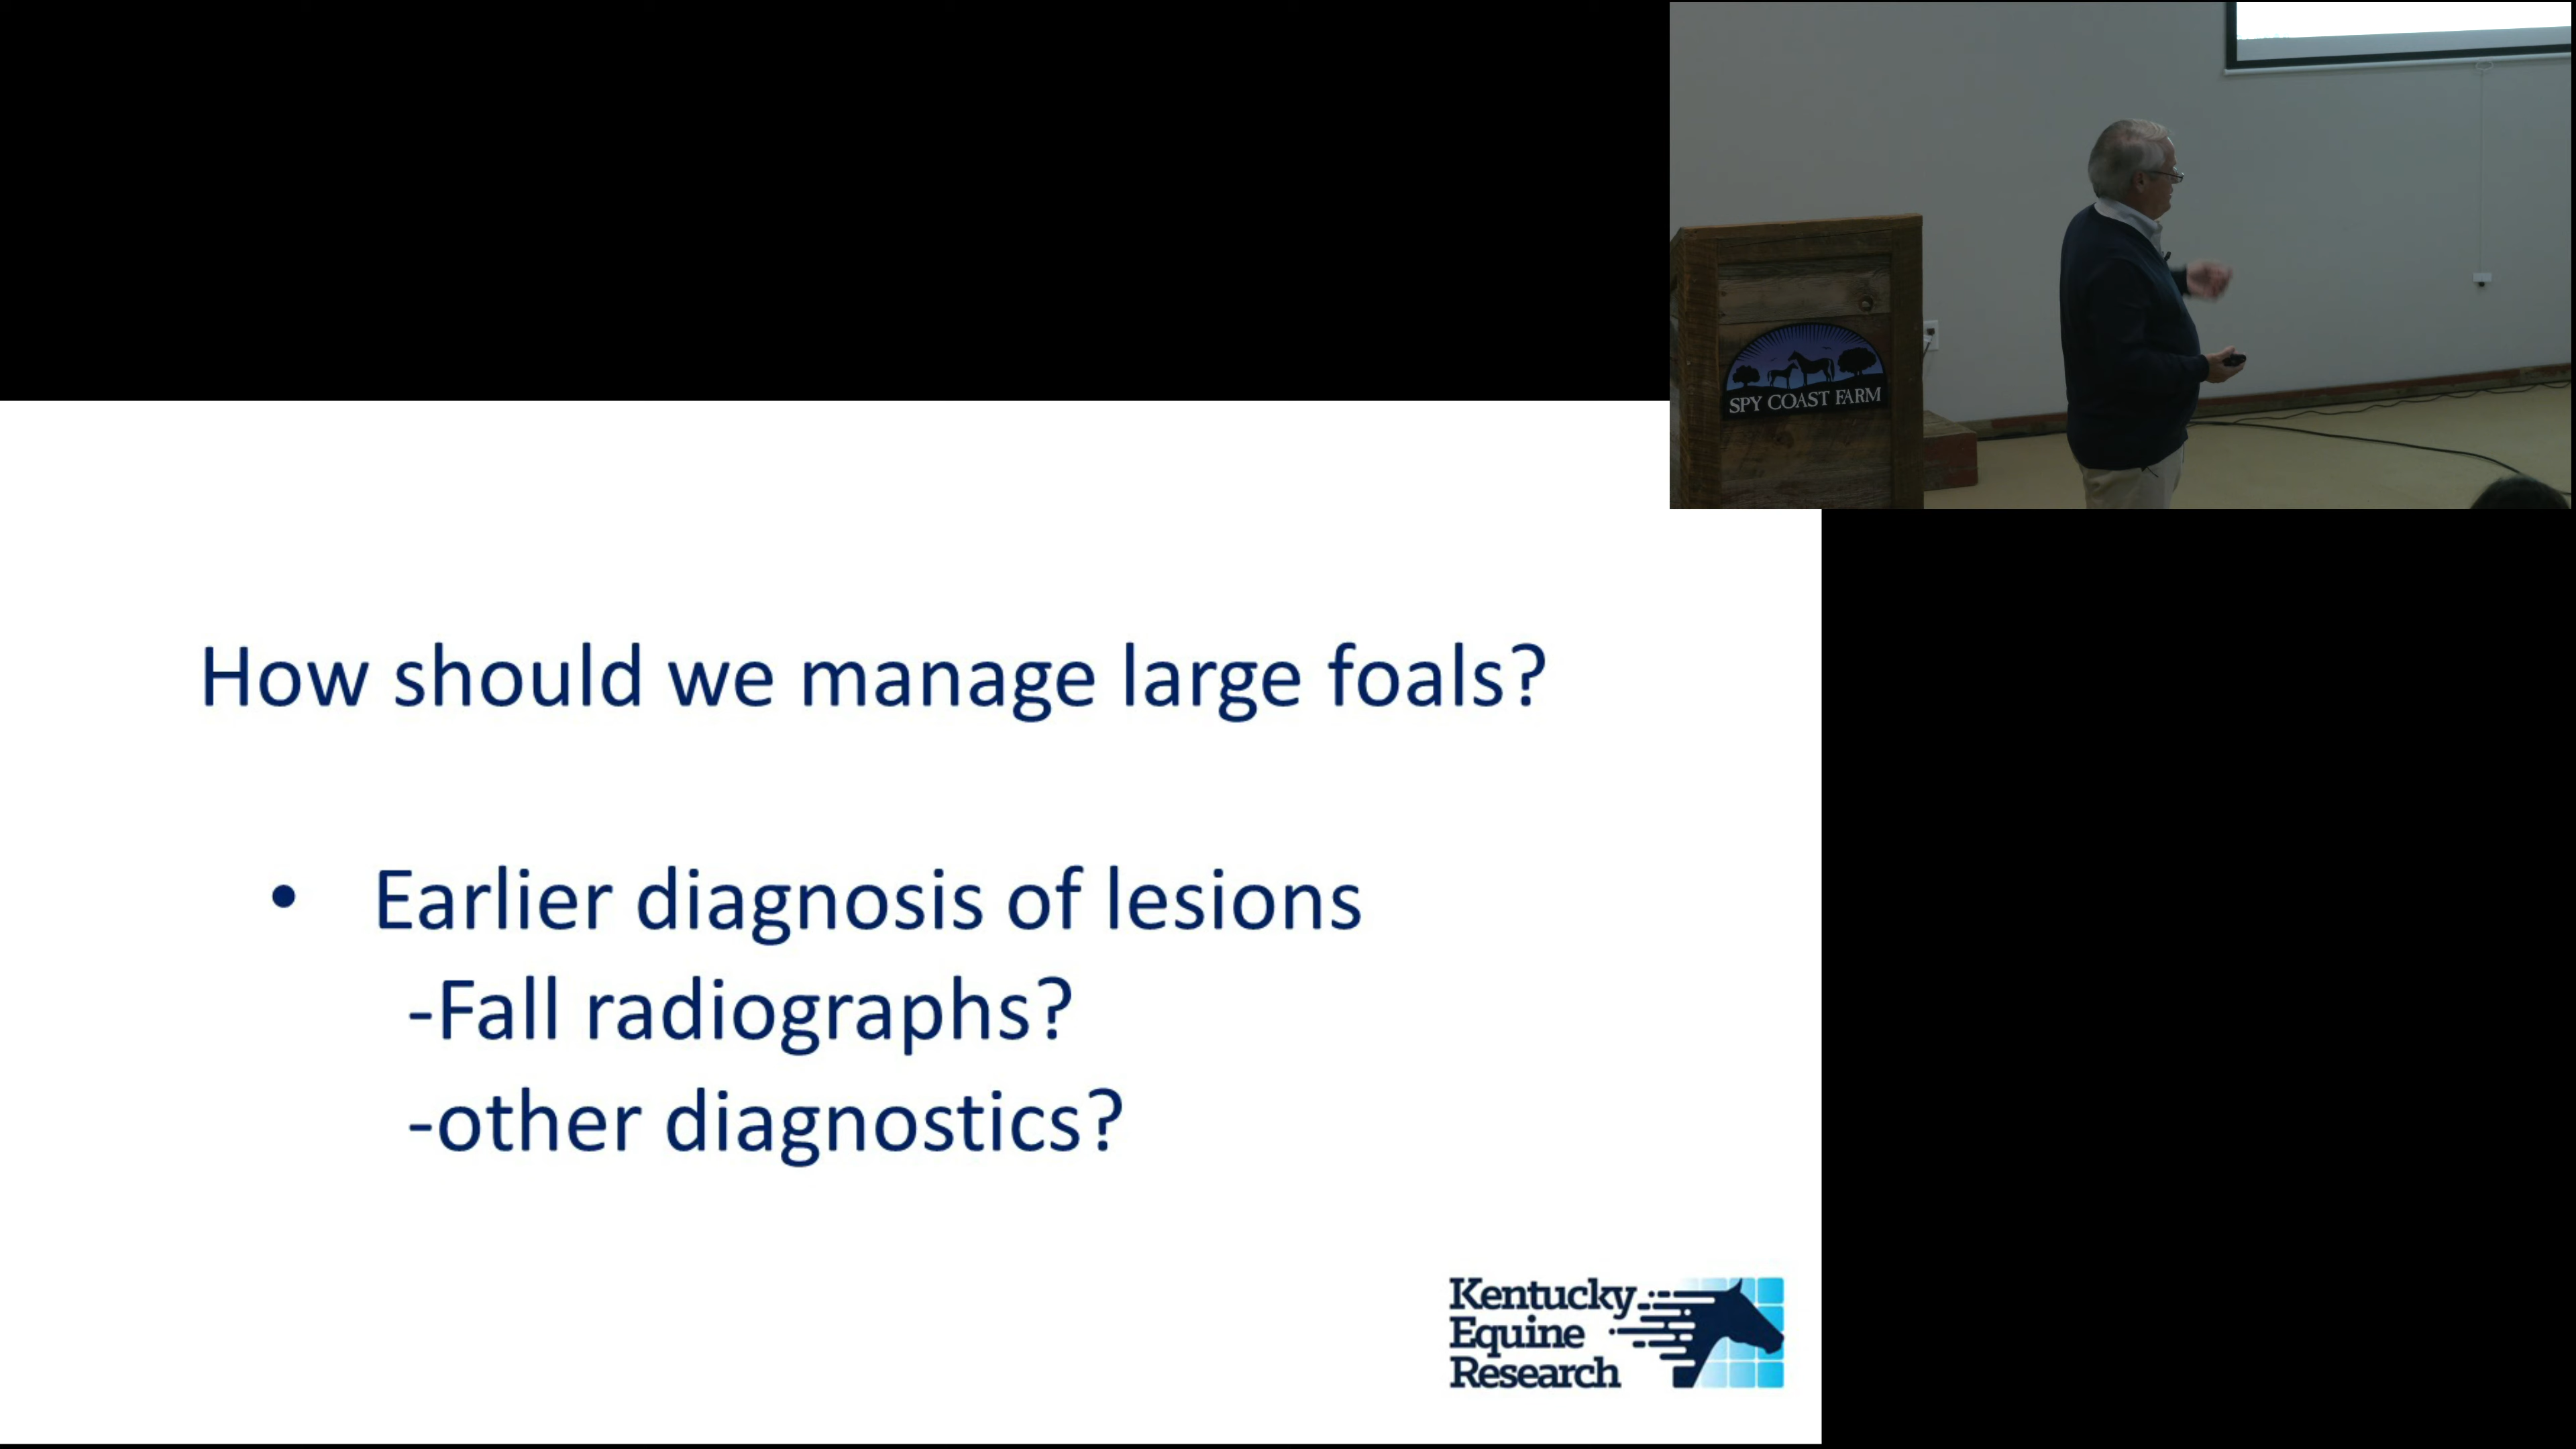 SPY COAST FARM
How should we manage large foals?
• Earlier diagnosis of lesions
-Fall radiographs?
-other diagnostics?
Kentucky
Equine
Research